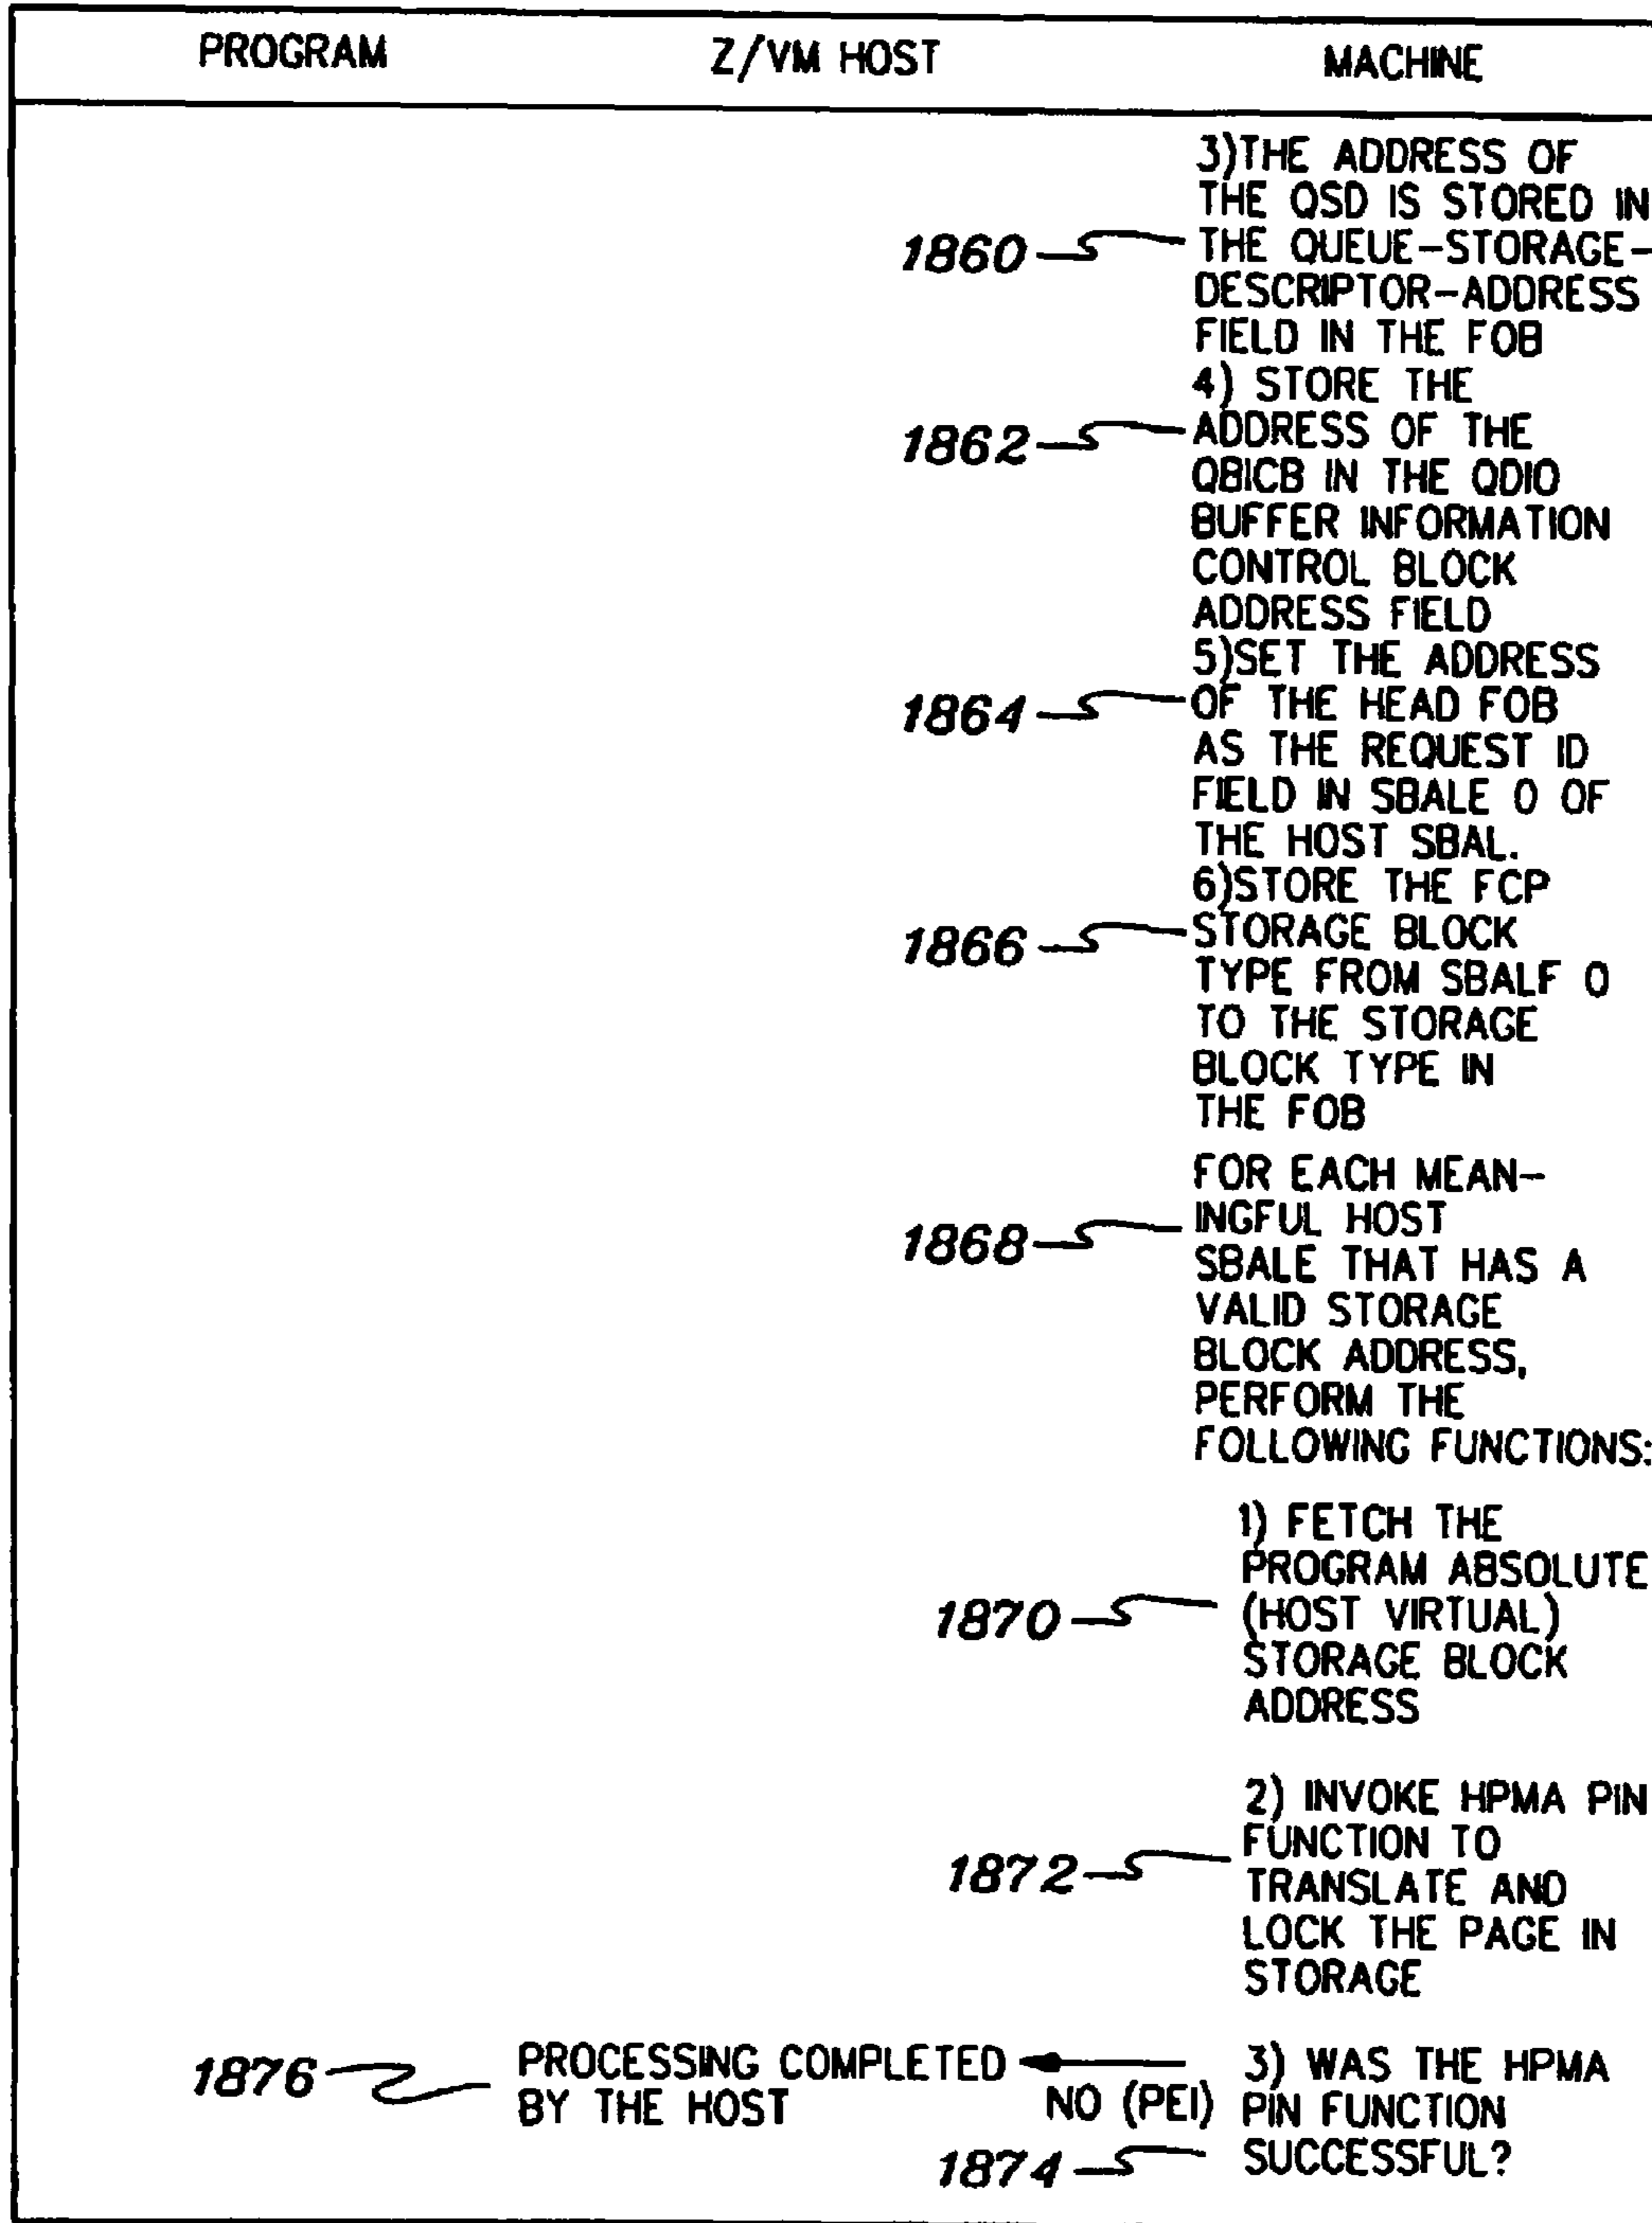 PROGRAM Z/VM HOST MACHINE
3)THE ADDRESS OF
THE QSD IS STORED IN
1860 THE QUEUE-STORAGE-
DESCRIPTOR-ADDRESS
FIELD IN THE FOB
4) STORE THE
1862 ADDRESS OF THE
QBICB IN THE QDIO
BUFFER INFORMATION
CONTROL BLOCK
ADDRESS FIELD
5)SET THE ADDRESS
1864 OF THE HEAD FOB
AS THE REQUEST ID
FIELD IN SBALE 0 OF
THE HOST SBAL.
6)STORE THE FCP
1866 STORAGE BLOCK
TYPE FROM SBALF 0
TO THE STORAGE
BLOCK TYPE IN
THE FOB
FOR EACH MEAN-
1868 INGFUL HOST
SBALE THAT HAS A
VALID STORAGE
BLOCK ADDRESS,
PERFORM THE
FOLLOWING FUNCTIONS:
1) FETCH THE
PROGRAM ABSOLUTE
1870 (HOST VIRTUAL)
STORAGE BLOCK
ADDRESS
2) INVOKE HPMA PIN
1872 FUNCTION TO
TRANSLATE AND
LOCK THE PAGE IN
STORAGE
1876 PROCESSING COMPLETED 3) WAS THE HPMA
BY THE HOST NO (PEI) PIN FUNCTION
1874 SUCCESSFUL?